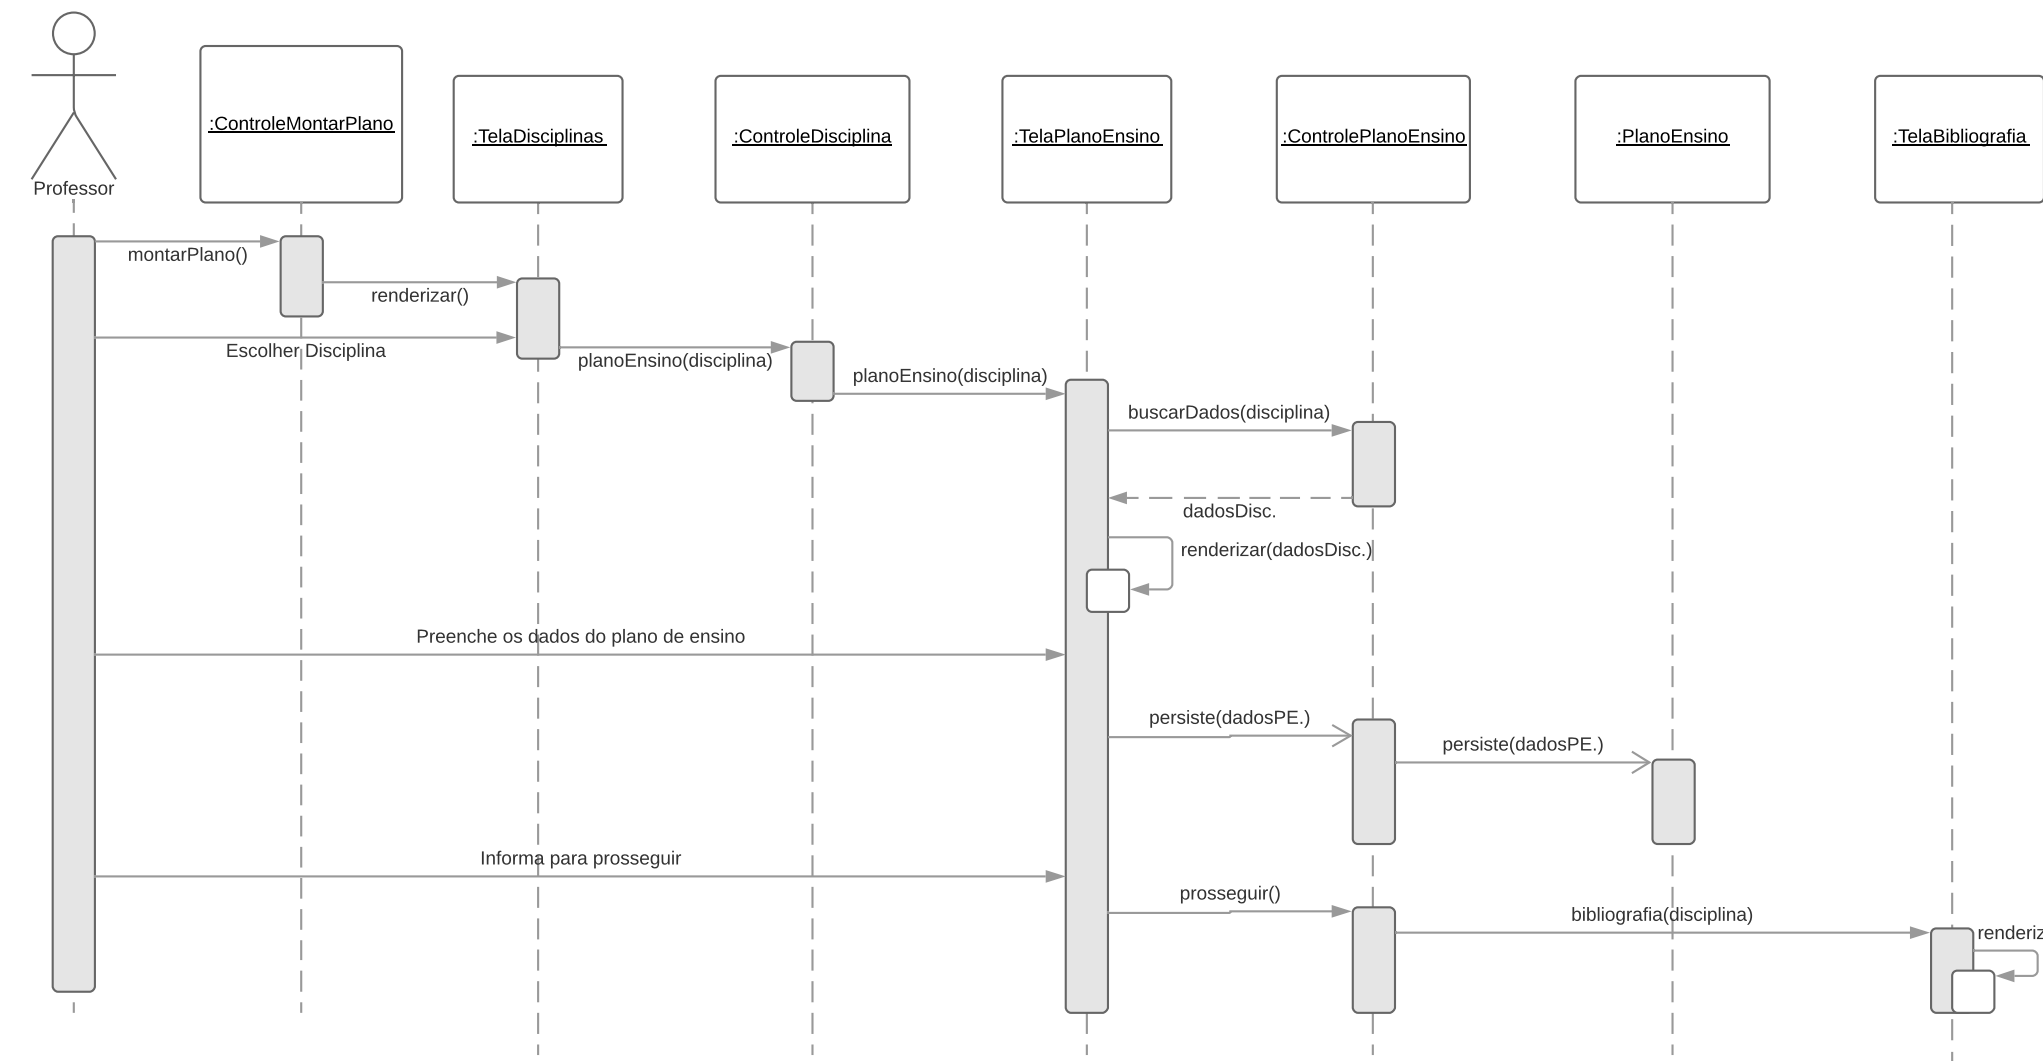 Professor
:ControleMontarPlano
:TelaDisciplinas
:ControleDisciplina
:TelaPlanoEnsino
:ControlePlanoEnsino
:PlanoEnsino
:TelaBibliografia
montarPlano()
renderizar()
Escolher Disciplina
planoEnsino(disciplina)
planoEnsino(disciplina)
buscarDados(disciplina)
dadosDisc.
renderizar(dadosDisc.)
Preenche os dados do plano de ensino
persiste(dadosPE.)
persiste(dadosPE.)
Informa para prosseguir
prosseguir()
bibliografia(disciplina)